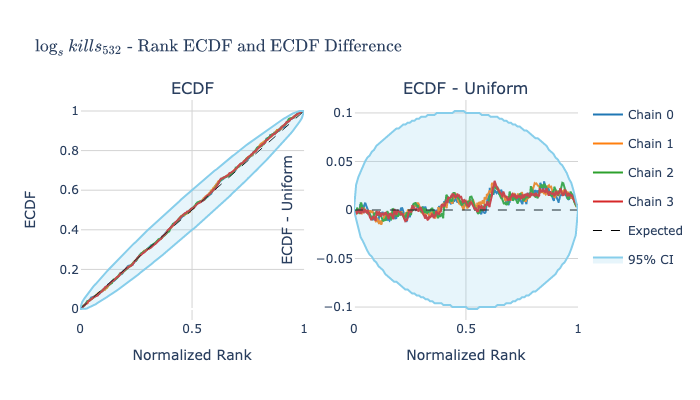 log_s kills_532 - Rank ECDF and ECDF Difference
ECDF
ECDF - Uniform
1
0.8
0.6
0.4
0.2
0
ECDF
0
0.5
1
Normalized Rank
0.1
0.05
0
−0.05
−0.1
ECDF - Uniform
0
0.5
1
Normalized Rank
Chain 0
Chain 1
Chain 2
Chain 3
Expected
95% CI